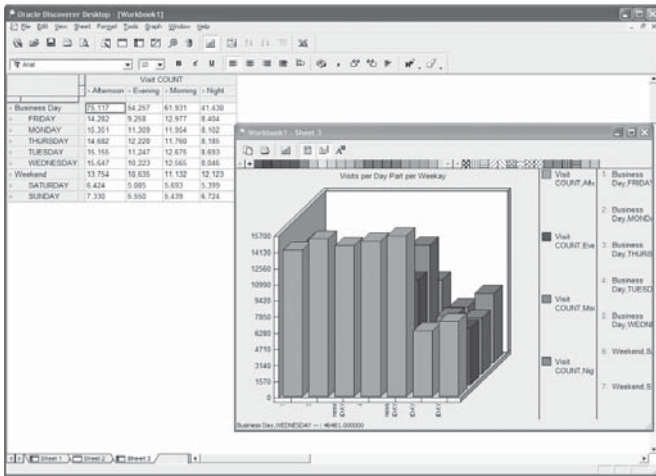 Oracle Discoverer Desktop - [Workbook1]
File Edit View Sheet Format Tools Graph Window Help
Arial
Visit COUNT
Afternoon Evening Morning Night
Business Day 75.117 54.257 61.931 41.430
FRIDAY 14.282 9.258 12.977 8.404
MONDAY 15.351 11.309 11.954 8.102
THURSDAY 14.682 12.220 11.760 8.185
TUESDAY 15.155 11.247 12.675 8.693
WEDNESDAY 15.647 10.223 12.565 8.046
Weekend 13.754 10.635 11.132 12.123
SATURDAY 6.424 5.085 5.693 5.399
SUNDAY 7.330 5.550 5.439 6.724
Workbook1 - Sheet 3
Visits per Day Part per Weekay
15700
14130
12560
10990
9420
7850
6280
4710
3140
1570
0
Visit COUNT,Afte
Visit COUNT,Eve
Visit COUNT,Mor
Visit COUNT,Nig
1: Business Day,FRIDAY
2: Business Day,MONDA
3: Business Day,THURS
4: Business Day,TUESD
5: Business Day,WEDNE
6: Weekend,S
7: Weekend,S
Business Day,WEDNESDAY -- : 46481.000000
Sheet 1 Sheet 2 Sheet 3